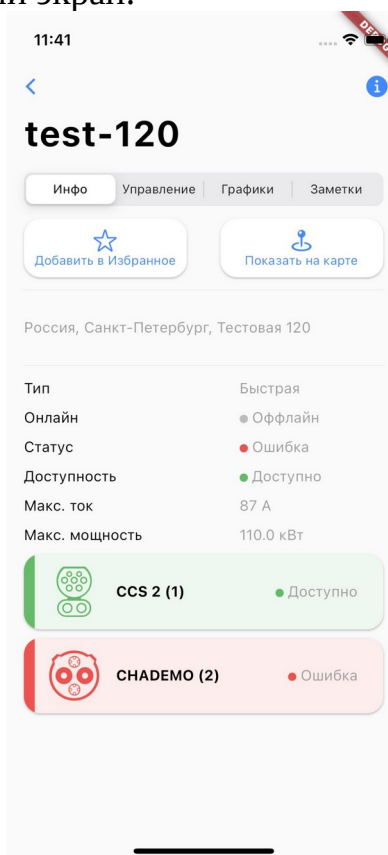 экран.
11:41
DEBUG
test-120
Инфо Управление Графики Заметки
Добавить в Избранное Показать на карте
Россия, Санкт-Петербург, Тестовая 120
Тип Быстрая
Онлайн Оффлайн
Статус Ошибка
Доступность Доступно
Макс. ток 87 А
Макс. мощность 110.0 кВт
CCS 2 (1) Доступно
CHADEMO (2) Ошибка